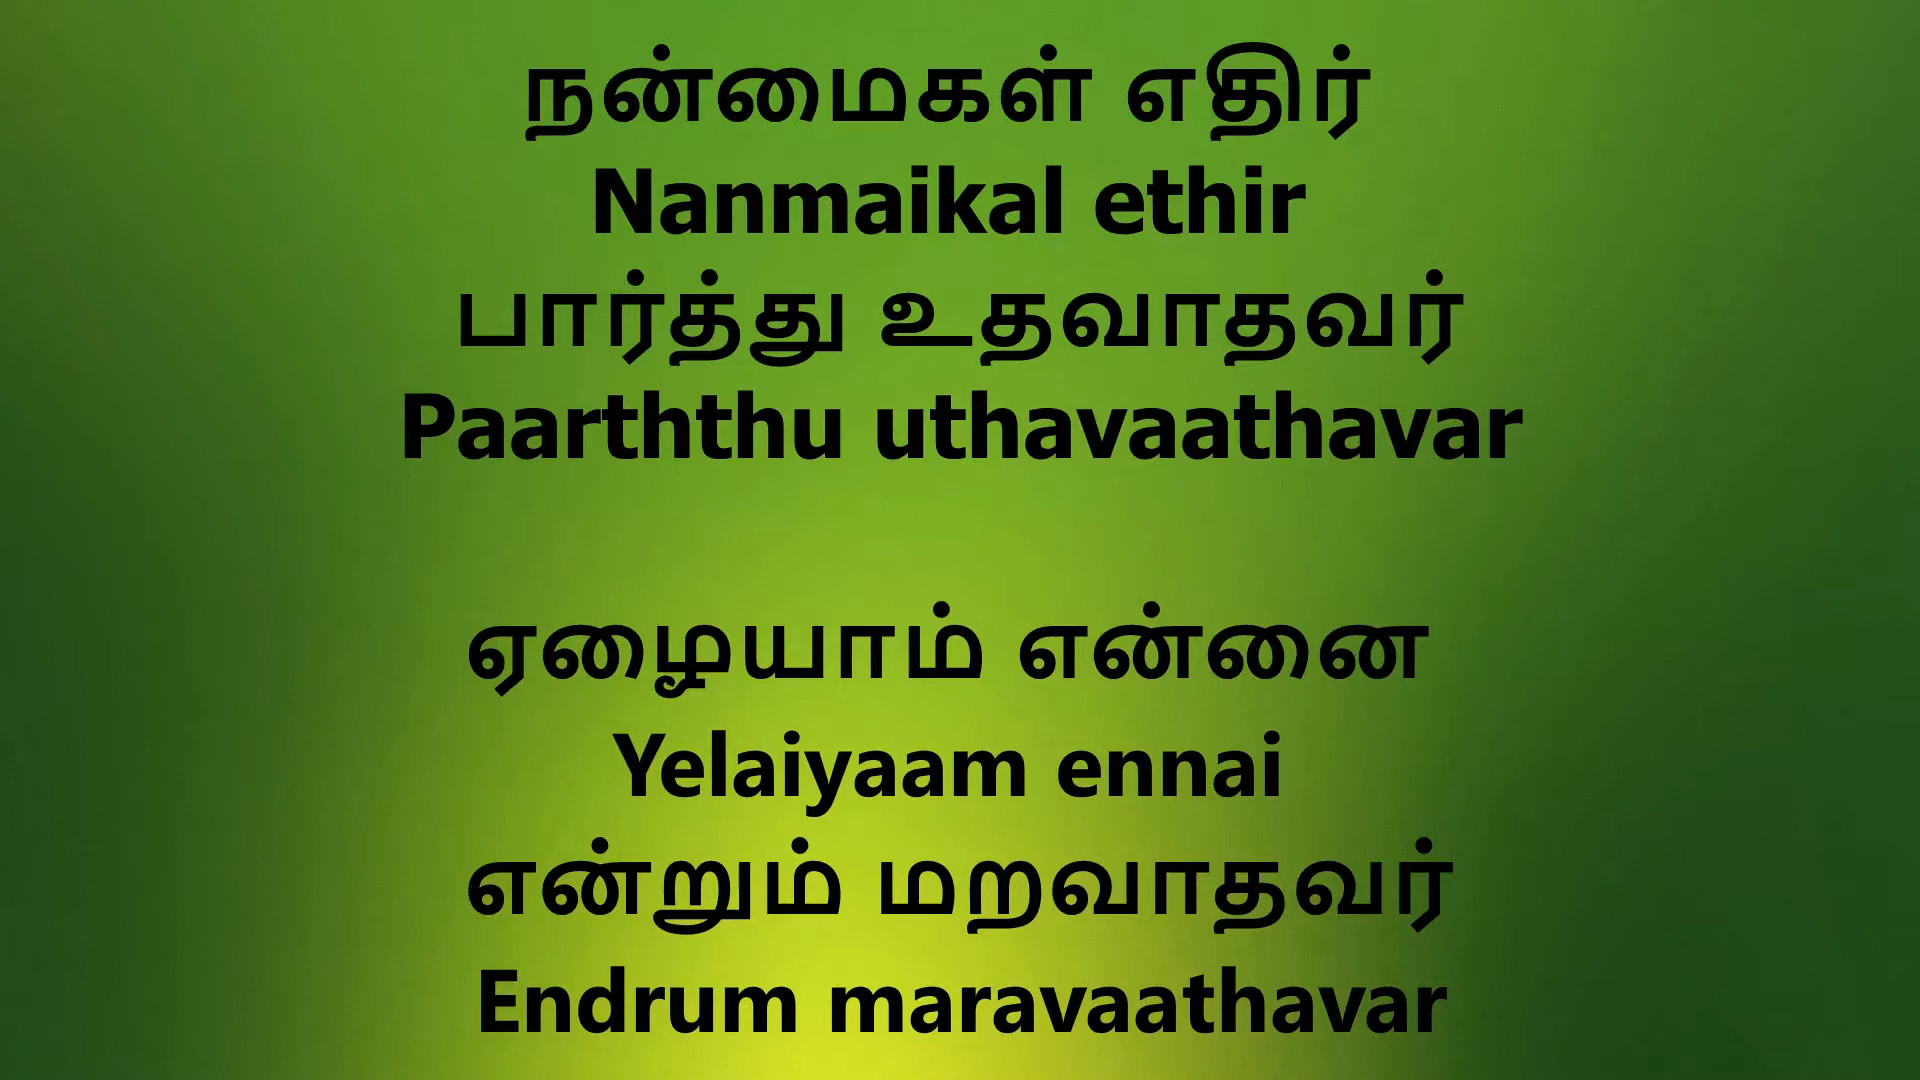 நன்மைகள் எதிர்
Nanmaikal ethir
பார்த்து உதவாதவர்
Paarththu uthavaathavar
ஏழையாம் என்னை
Yelaiyaam ennai
என்றும் மறவாதவர்
Endrum maravaathavar